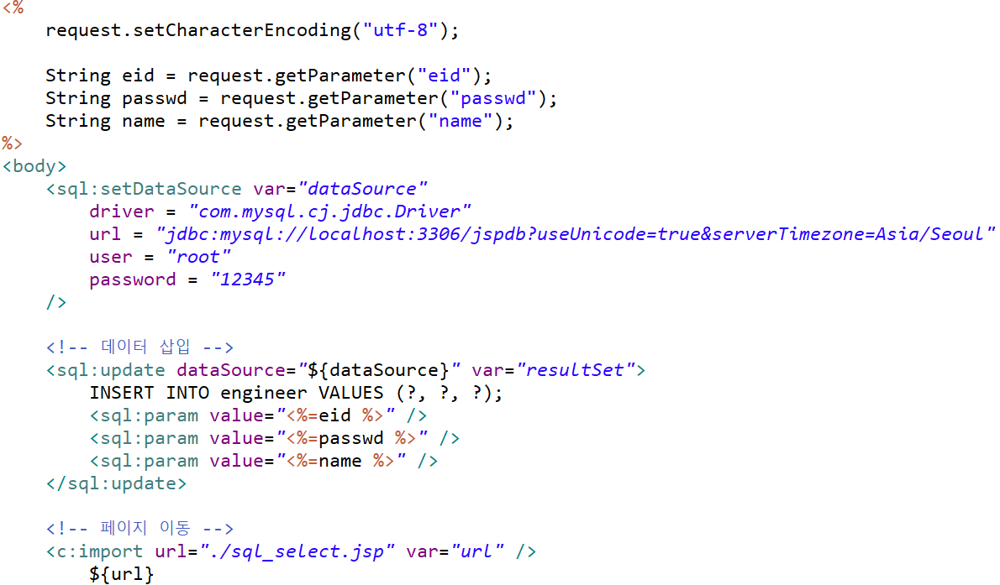 <%
request.setCharacterEncoding("utf-8");
String eid = request.getParameter("eid");
String passwd = request.getParameter("passwd");
String name = request.getParameter("name");
%>
<body>
<sql:setDataSource var="dataSource"
driver = "com.mysql.cj.jdbc.Driver"
url = "jdbc:mysql://localhost:3306/jspdb?useUnicode=true&serverTimezone=Asia/Seoul"
user = "root"
password = "12345"
/>
<!-- 데이터 삽입 -->
<sql:update dataSource="${dataSource}" var="resultSet">
INSERT INTO engineer VALUES (?, ?, ?);
<sql:param value="<%=eid %>" />
<sql:param value="<%=passwd %>" />
<sql:param value="<%=name %>" />
</sql:update>
<!-- 페이지 이동 -->
<c:import url="./sql_select.jsp" var="url" />
${url}